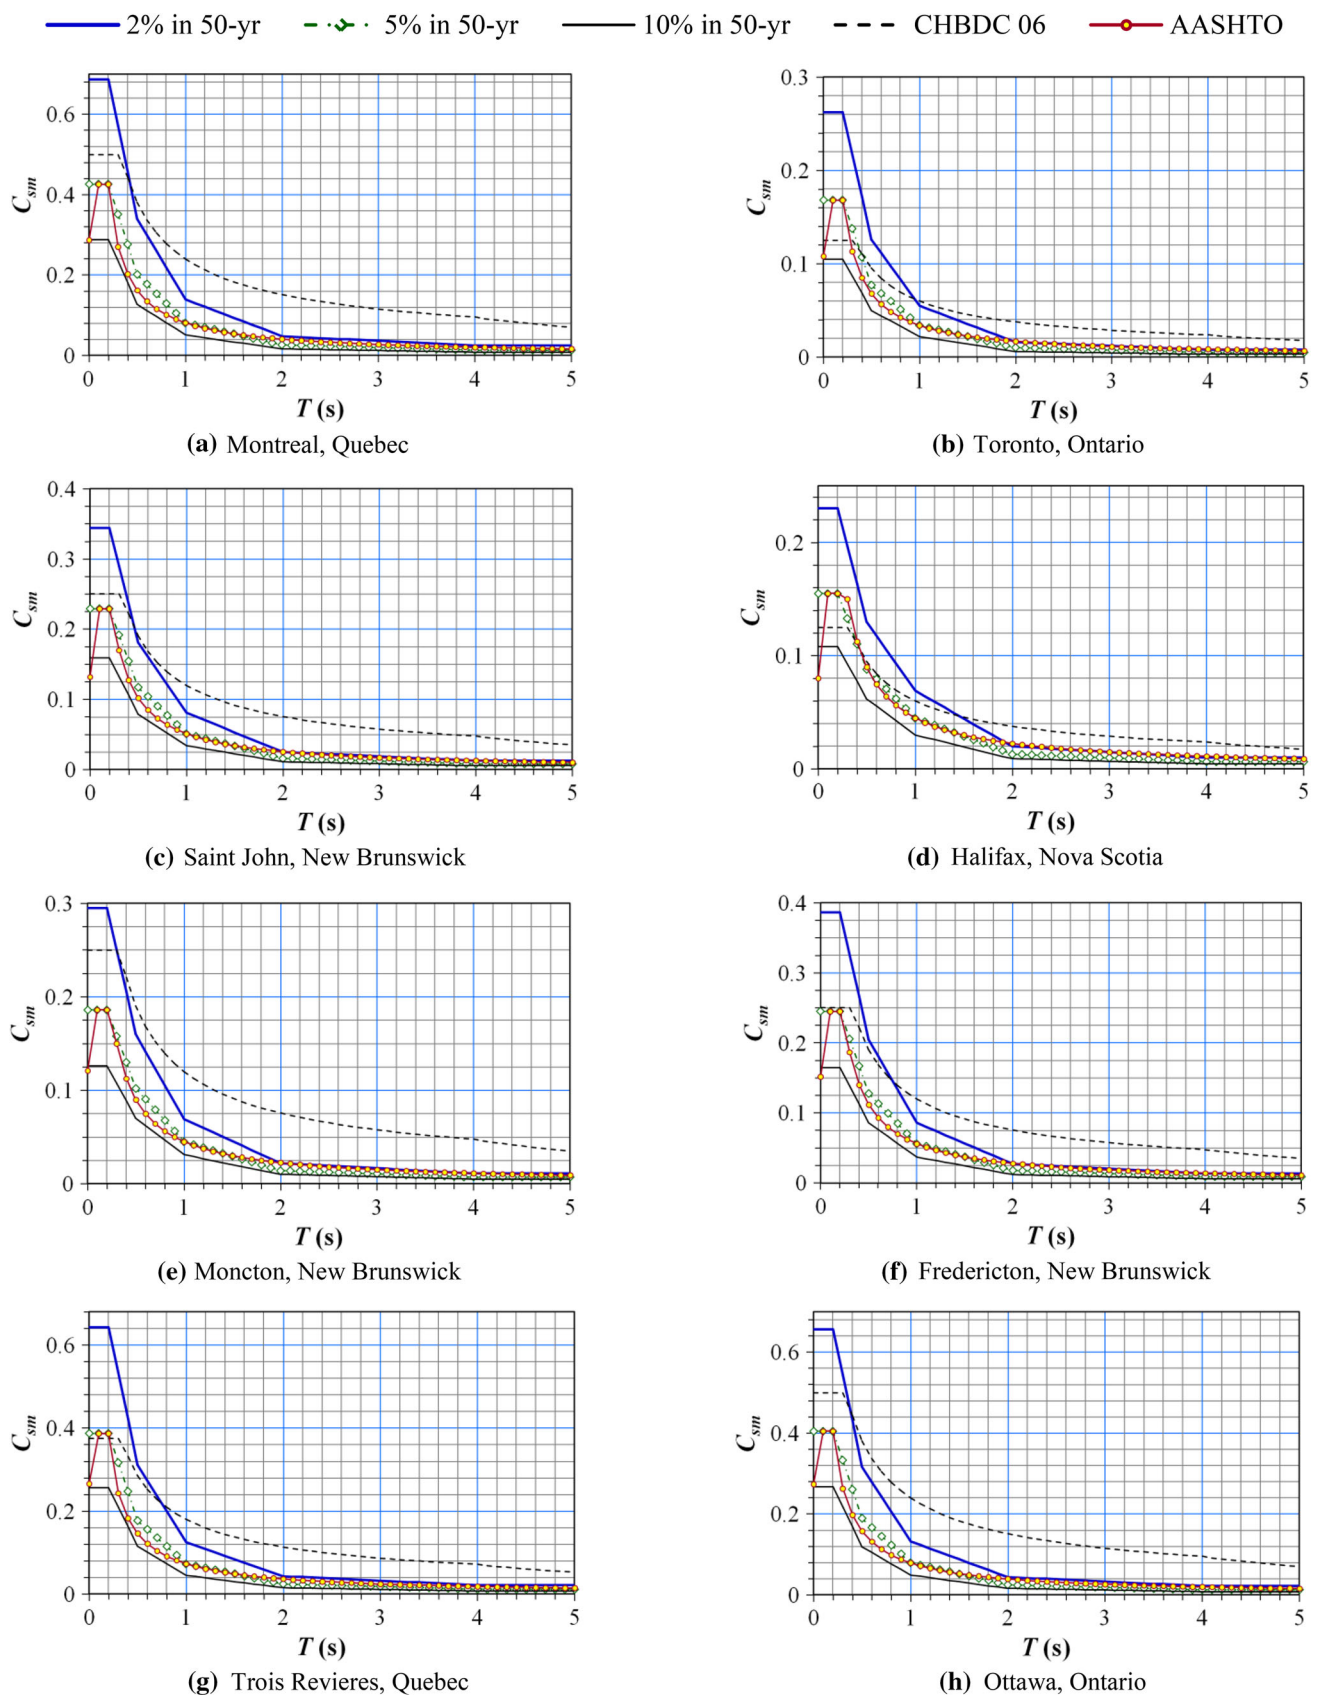 2% in 50-yr 5% in 50-yr 10% in 50-yr CHBDC 06 AASHTO
0.6
0.4
0.2
0
Csm
0 1 2 3 4 5
T (s)
(a) Montreal, Quebec
0.3
0.2
0.1
0
Csm
0 1 2 3 4 5
T (s)
(b) Toronto, Ontario
0.4
0.3
0.2
0.1
0
Csm
0 1 2 3 4 5
T (s)
(c) Saint John, New Brunswick
0.2
0.1
0
Csm
0 1 2 3 4 5
T (s)
(d) Halifax, Nova Scotia
0.3
0.2
0.1
0
Csm
0 1 2 3 4 5
T (s)
(e) Moncton, New Brunswick
0.4
0.3
0.2
0.1
0
Csm
0 1 2 3 4 5
T (s)
(f) Fredericton, New Brunswick
0.6
0.4
0.2
0
Csm
0 1 2 3 4 5
T (s)
(g) Trois Revieres, Quebec
0.6
0.4
0.2
0
Csm
0 1 2 3 4 5
T (s)
(h) Ottawa, Ontario